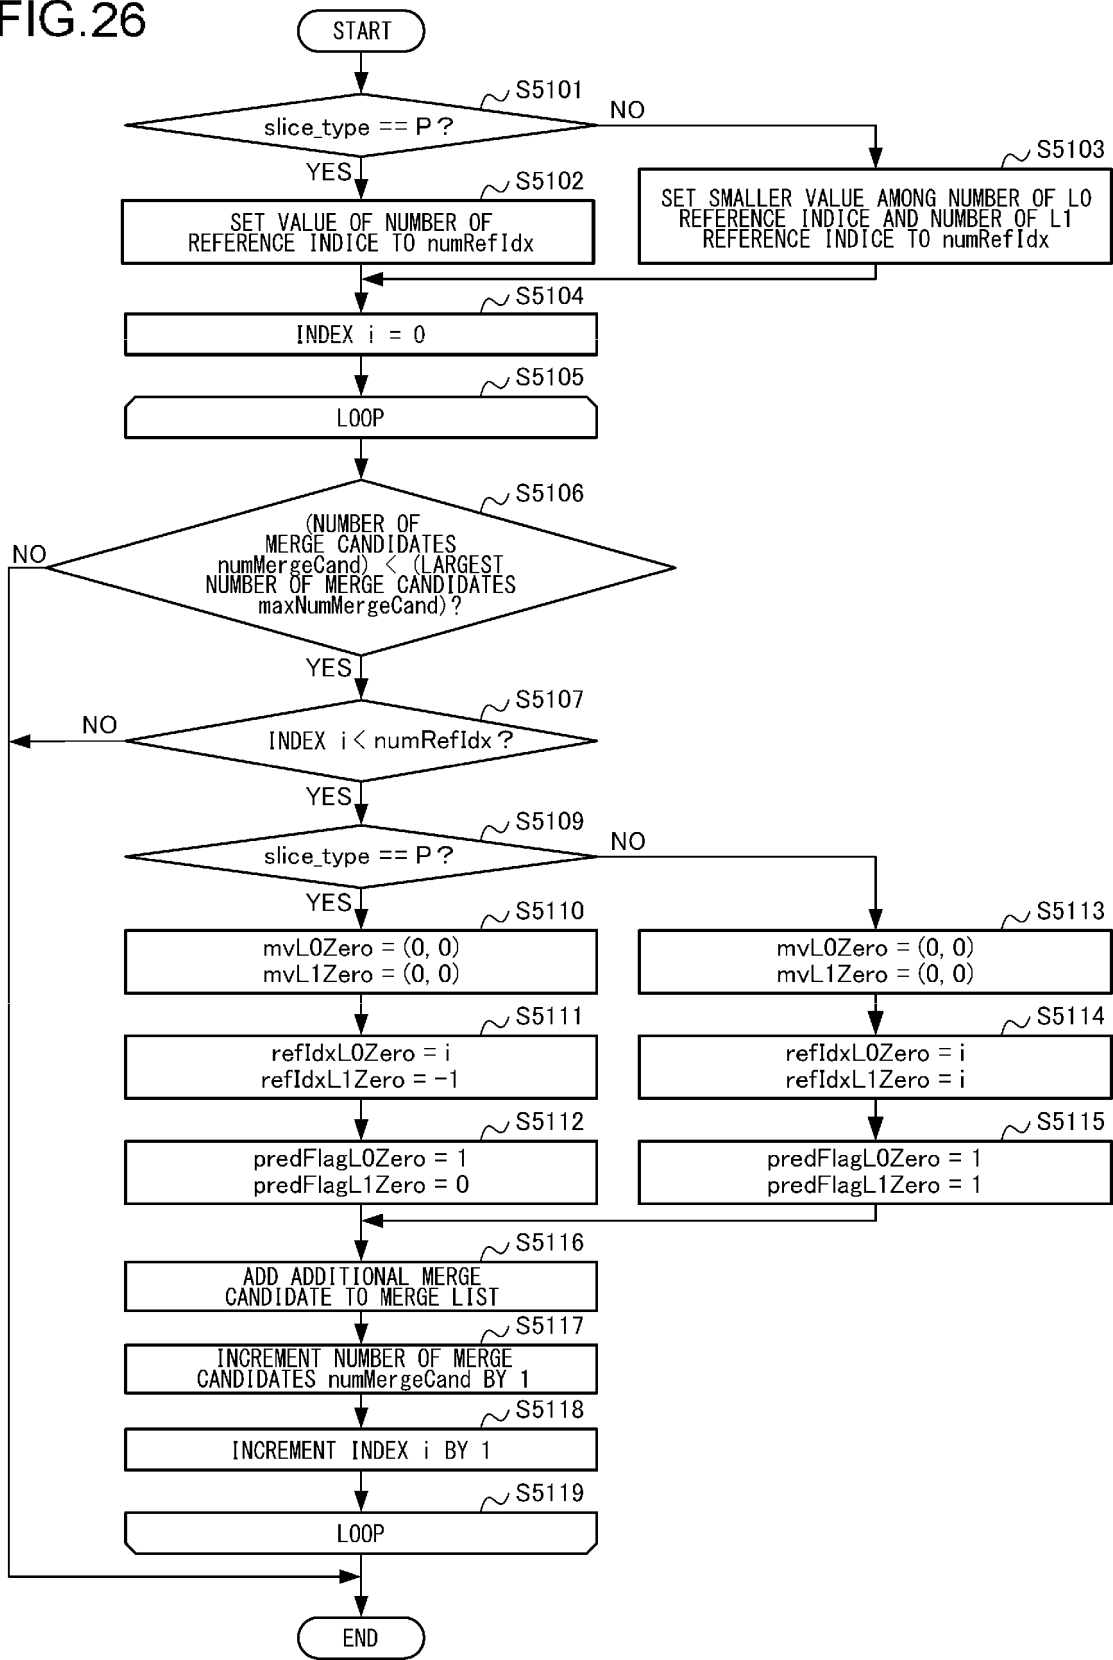 FIG.26
START
S5101
slice_type == P?
NO
YES
S5102
SET VALUE OF NUMBER OF
REFERENCE INDICE TO numRefIdx
S5103
SET SMALLER VALUE AMONG NUMBER OF L0
REFERENCE INDICE AND NUMBER OF L1
REFERENCE INDICE TO numRefIdx
S5104
INDEX i = 0
S5105
LOOP
S5106
(NUMBER OF
MERGE CANDIDATES
numMergeCand) < (LARGEST
NUMBER OF MERGE CANDIDATES
maxNumMergeCand)?
NO
YES
S5107
INDEX i< numRefIdx?
NO
YES
S5109
slice_type == P?
NO
YES
S5110
mvL0Zero = (0, 0)
mvL1Zero = (0, 0)
S5113
mvL0Zero = (0, 0)
mvL1Zero = (0, 0)
S5111
refIdxL0Zero = i
refIdxL1Zero = -1
S5114
refIdxL0Zero = i
refIdxL1Zero = i
S5112
predFlagL0Zero = 1
predFlagL1Zero = 0
S5115
predFlagL0Zero = 1
predFlagL1Zero = 1
S5116
ADD ADDITIONAL MERGE
CANDIDATE TO MERGE LIST
S5117
INCREMENT NUMBER OF MERGE
CANDIDATES numMergeCand BY 1
S5118
INCREMENT INDEX i BY 1
S5119
LOOP
END